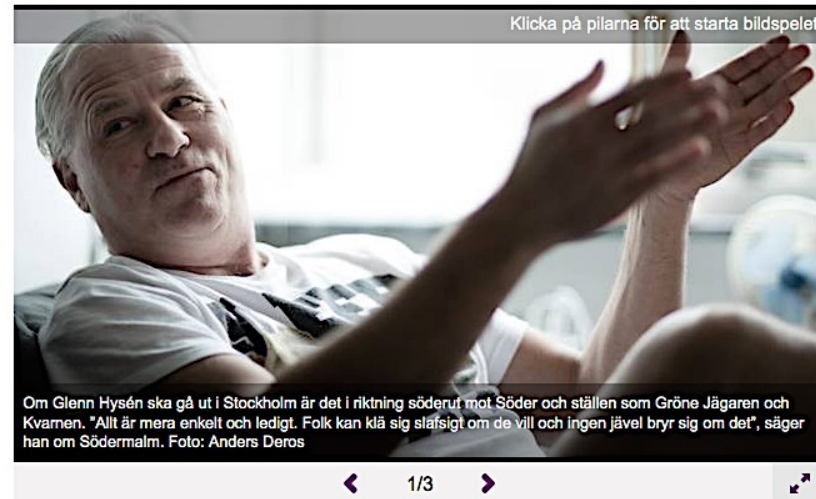 Klicka på pilarna för att starta bildspelet
Om Glenn Hysén ska gå ut i Stockholm är det i riktning söderut mot Söder och ställen som Gröne Jägaren och
Kvarnen. ”Allt är mera enkelt och ledigt. Folk kan klä sig slafsigt om de vill och ingen jävel bryr sig om det”, säger
han om Södermalm. Foto: Anders Deros
1/3